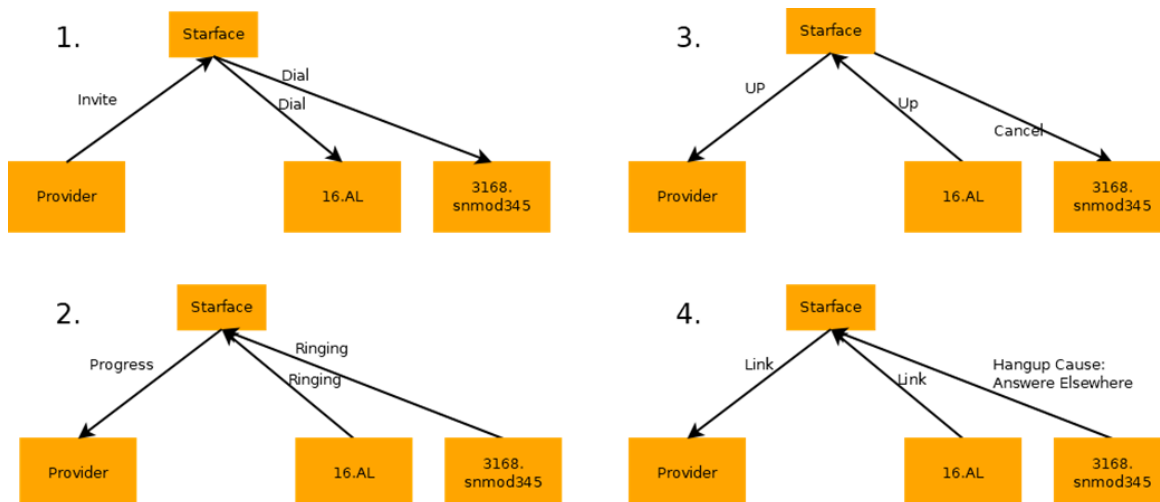 1.
Starface
Invite
Dial
Dial
Provider
16.AL
3168.
snmod345
3.
Starface
UP
Up
Cancel
Provider
16.AL
3168.
snmod345
2.
Starface
Progress
Ringing
Ringing
Provider
16.AL
3168.
snmod345
4.
Starface
Link
Link
Hangup Cause:
Answere Elsewhere
Provider
16.AL
3168.
snmod345